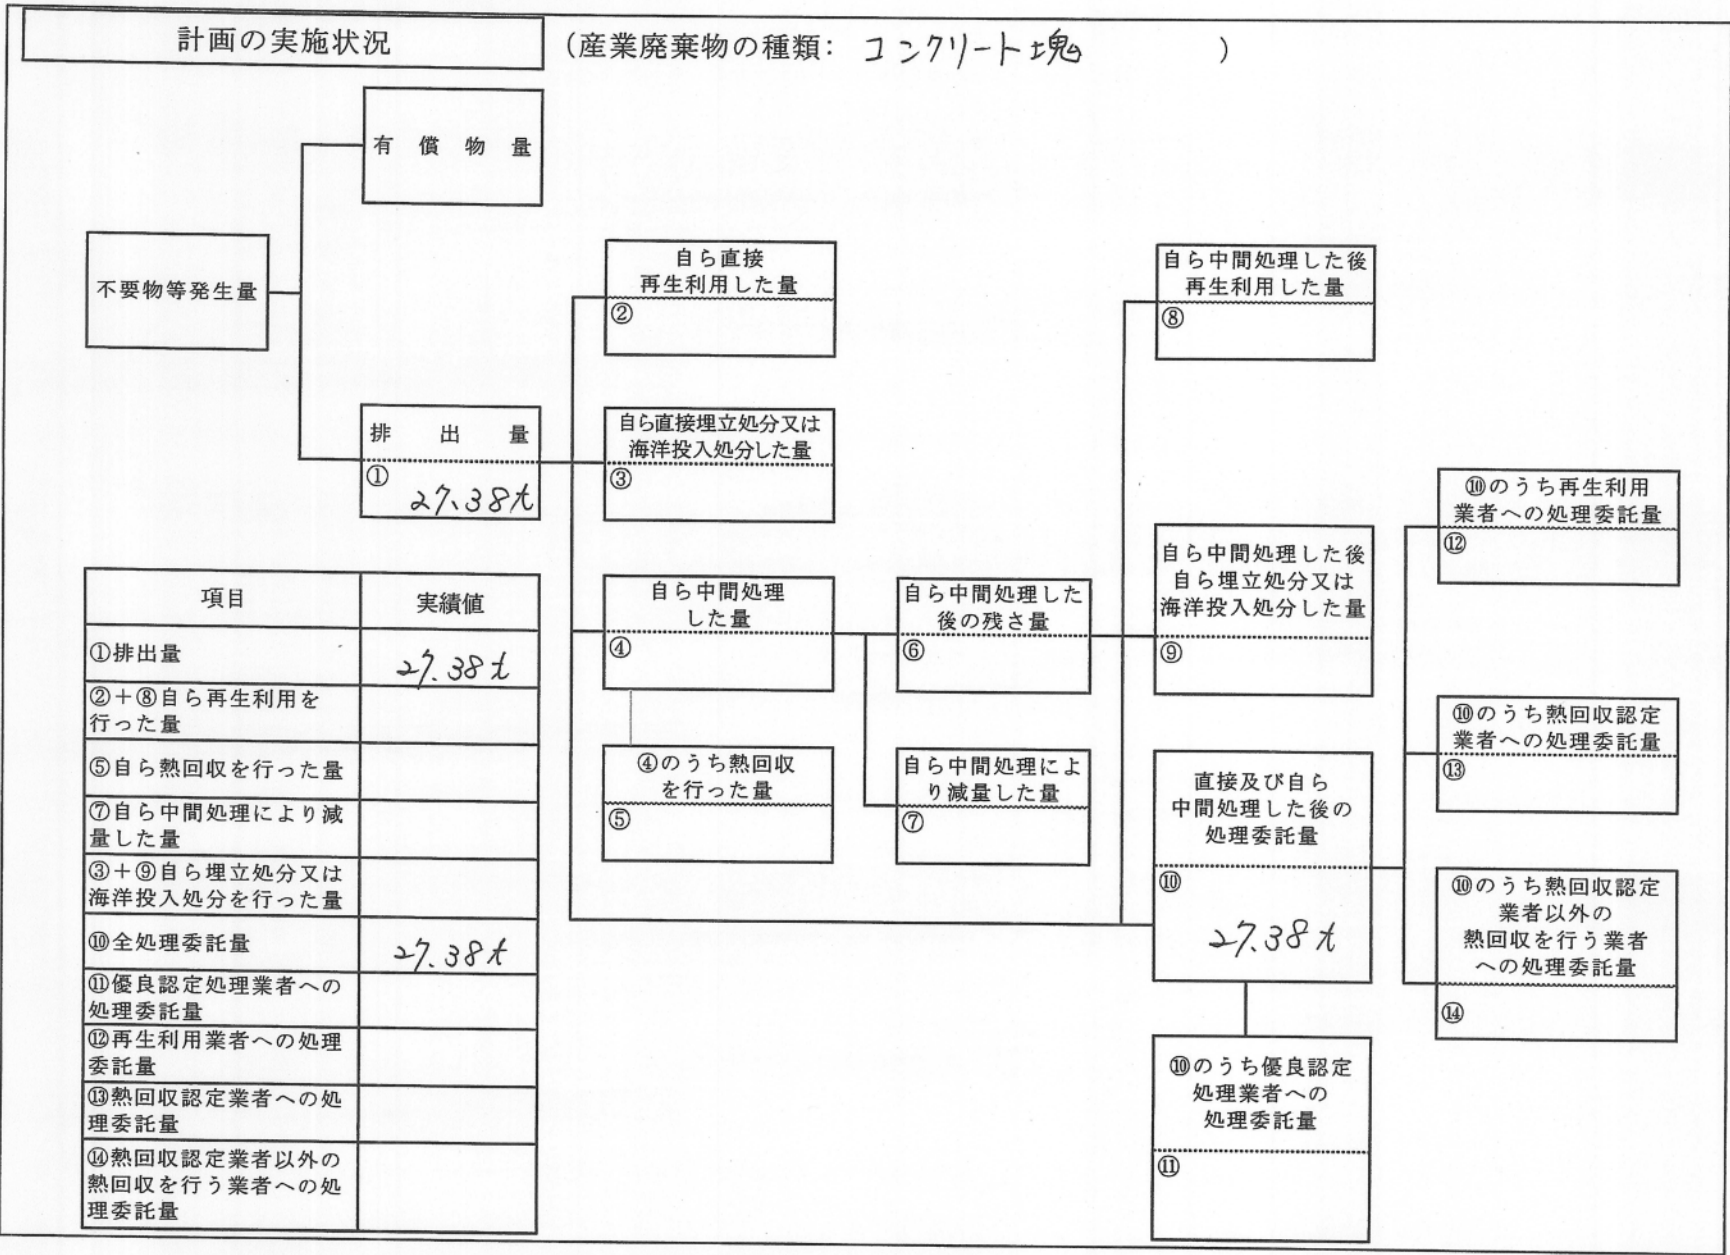 計画の実施状況
(産業廃棄物の種類： コンクリート塊 )
有償物量
不要物等発生量
排出量
①
27.38t
自ら直接
再生利用した量
②
自ら直接埋立処分又は
海洋投入処分した量
③
自ら中間処理
した量
④
④のうち熱回収
を行った量
⑤
自ら中間処理した
後の残さ量
⑥
自ら中間処理によ
り減量した量
⑦
自ら中間処理した後
再生利用した量
⑧
自ら中間処理した後
自ら埋立処分又は
海洋投入処分した量
⑨
直接及び自ら
中間処理した後の
処理委託量
⑩
27.38t
⑩のうち優良認定
処理業者への
処理委託量
⑪
⑩のうち再生利用
業者への処理委託量
⑫
⑩のうち熱回収認定
業者への処理委託量
⑬
⑩のうち熱回収認定
業者以外の
熱回収を行う業者
への処理委託量
⑭
項目 実績値
①排出量 27.38t
②＋⑧自ら再生利用を
行った量
⑤自ら熱回収を行った量
⑦自ら中間処理により減
量した量
③＋⑨自ら埋立処分又は
海洋投入処分を行った量
⑩全処理委託量 27.38t
⑪優良認定処理業者への
処理委託量
⑫再生利用業者への処理
委託量
⑬熱回収認定業者への処
理委託量
⑭熱回収認定業者以外の
熱回収を行う業者への処
理委託量